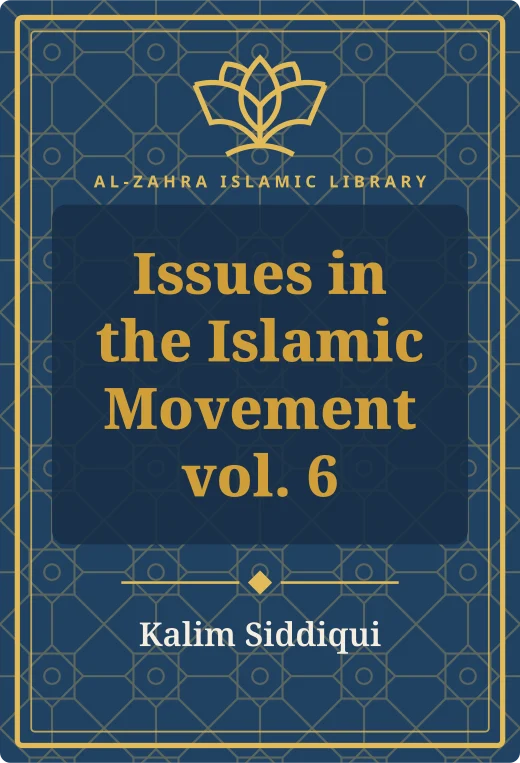 AL-ZAHRA ISLAMIC LIBRARY
Issues in
the Islamic
Movement
vol. 6
Kalim Siddiqui